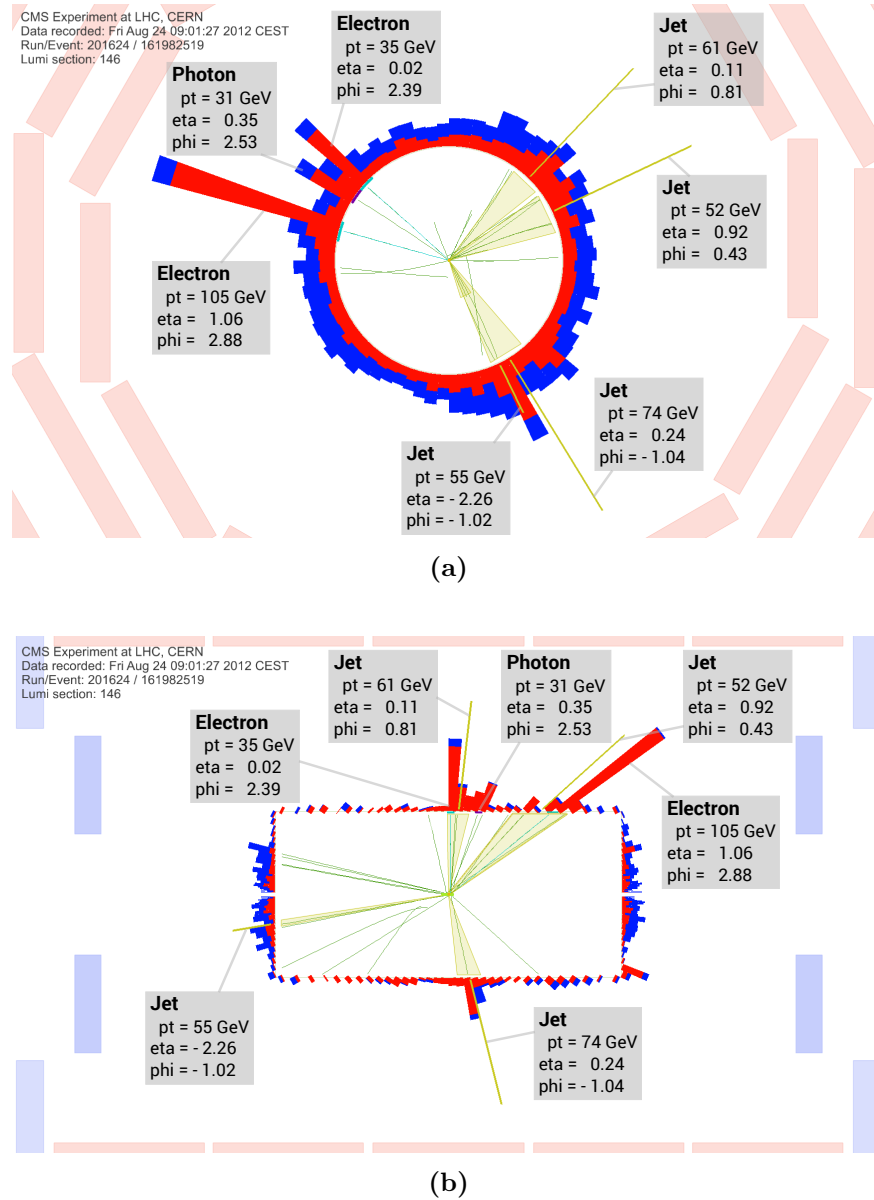 CMS Experiment at LHC, CERN
Data recorded: Fri Aug 24 09:01:27 2012 CEST
Run/Event: 201624 / 161982519
Lumi section: 146
Electron
pt = 35 GeV
eta = 0.02
phi = 2.39
Jet
pt = 61 GeV
eta = 0.11
phi = 0.81
Photon
pt = 31 GeV
eta = 0.35
phi = 2.53
Jet
pt = 52 GeV
eta = 0.92
phi = 0.43
Electron
pt = 105 GeV
eta = 1.06
phi = 2.88
Jet
pt = 74 GeV
eta = 0.24
phi = - 1.04
Jet
pt = 55 GeV
eta = - 2.26
phi = - 1.02
(a)
CMS Experiment at LHC, CERN
Data recorded: Fri Aug 24 09:01:27 2012 CEST
Run/Event: 201624 / 161982519
Lumi section: 146
Jet
pt = 61 GeV
eta = 0.11
phi = 0.81
Photon
pt = 31 GeV
eta = 0.35
phi = 2.53
Jet
pt = 52 GeV
eta = 0.92
phi = 0.43
Electron
pt = 35 GeV
eta = 0.02
phi = 2.39
Electron
pt = 105 GeV
eta = 1.06
phi = 2.88
Jet
pt = 55 GeV
eta = - 2.26
phi = - 1.02
Jet
pt = 74 GeV
eta = 0.24
phi = - 1.04
(b)